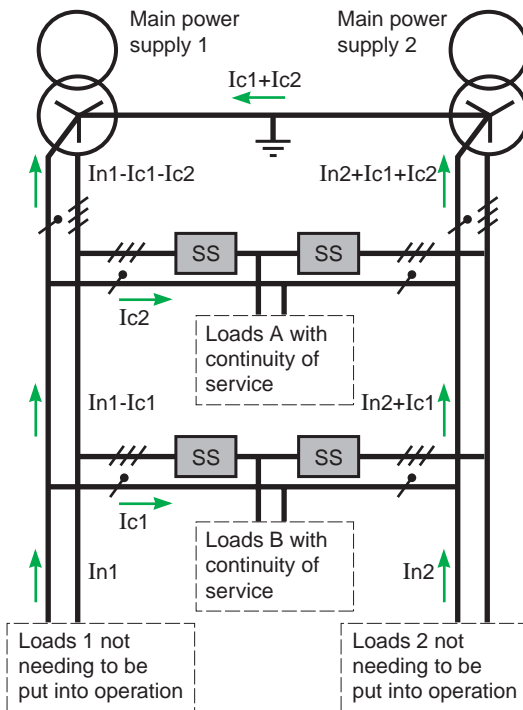 Main power
supply 1
Main power
supply 2
Ic1+Ic2
In1-Ic1-Ic2
In2+Ic1+Ic2
SS
SS
Ic2
Loads A with
continuity of
service
In1-Ic1
In2+Ic1
SS
SS
Ic1
Loads B with
continuity of
service
In1
In2
Loads 1 not
needing to be
put into operation
Loads 2 not
needing to be
put into operation